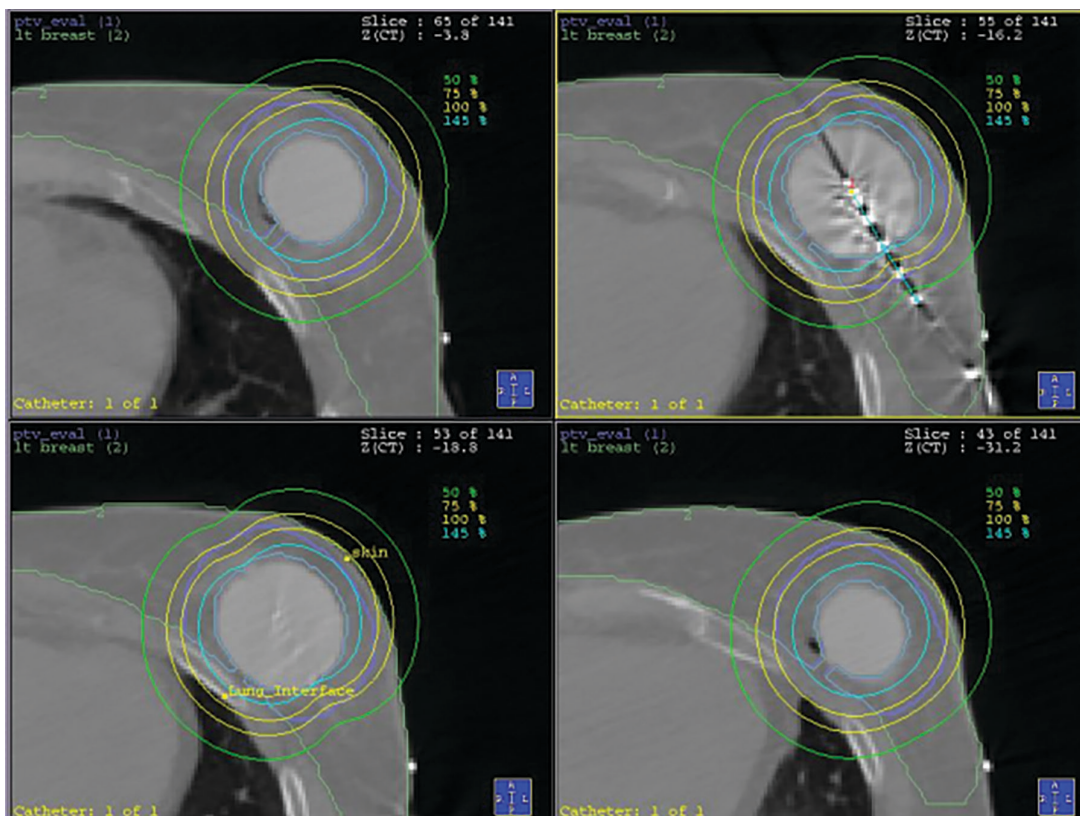 ptv_eval (1)
lt breast (2)
Slice : 65 of 141
Z(CT) : -3.8
50 %
75 %
100 %
145 %
2
Catheter: 1 of 1
ptv_eval (1)
lt breast (2)
Slice : 55 of 141
Z(CT) : -16.2
50 %
75 %
100 %
145 %
2
Catheter: 1 of 1
ptv_eval (1)
lt breast (2)
Slice : 53 of 141
Z(CT) : -18.8
50 %
75 %
100 %
145 %
2
skin
Lung_Interface
Catheter: 1 of 1
ptv_eval (1)
lt breast (2)
Slice : 43 of 141
Z(CT) : -31.2
50 %
75 %
100 %
145 %
2
Catheter: 1 of 1